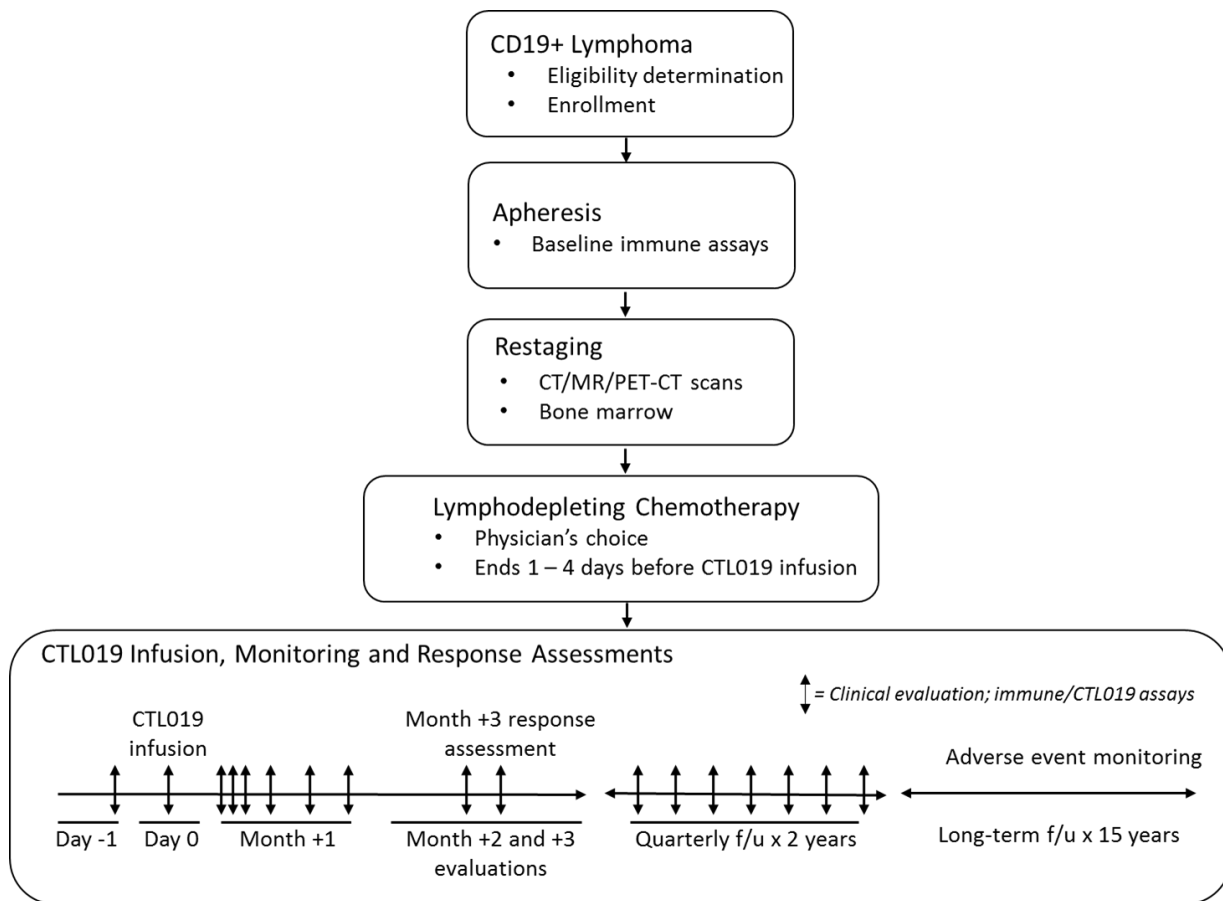 CD19+ Lymphoma
• Eligibility determination
• Enrollment
Apheresis
• Baseline immune assays
Restaging
• CT/MR/PET-CT scans
• Bone marrow
Lymphodepleting Chemotherapy
• Physician’s choice
• Ends 1 – 4 days before CTL019 infusion
CTL019 Infusion, Monitoring and Response Assessments
= Clinical evaluation; immune/CTL019 assays
CTL019
infusion
Month +3 response
assessment
Adverse event monitoring
Day -1
Day 0
Month +1
Month +2 and +3
evaluations
Quarterly f/u x 2 years
Long-term f/u x 15 years